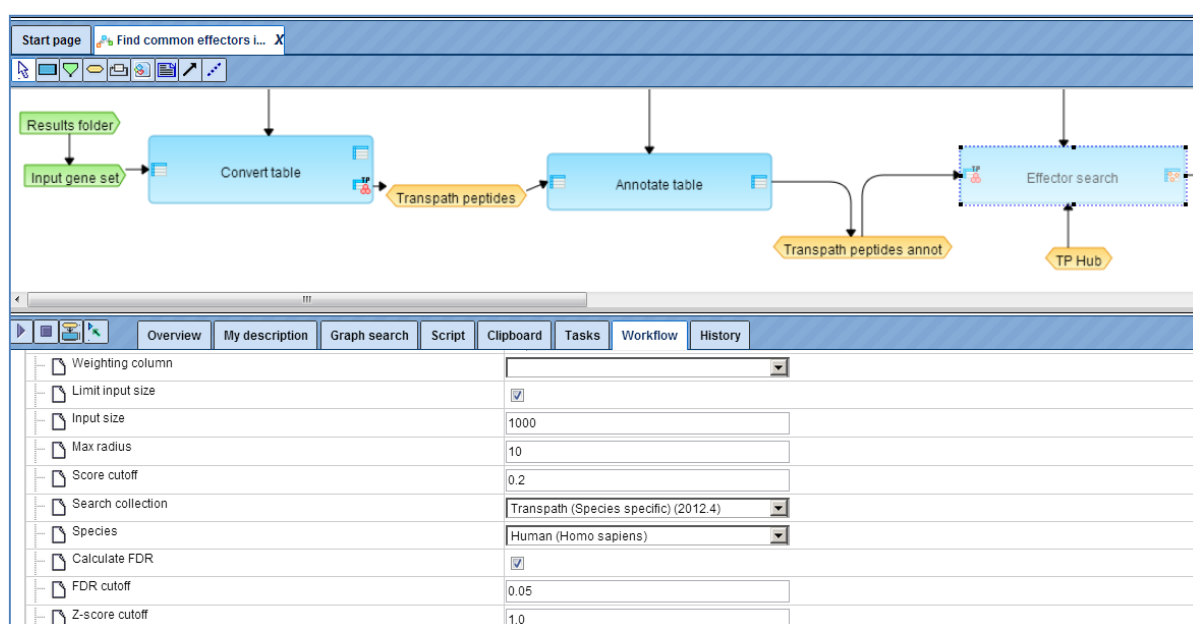 Start page
Find common effectors i... X
Results folder
Input gene set
Convert table
TP
Transpath peptides
Annotate table
Transpath peptides annot
TP
Effector search
TP Hub
Overview My description Graph search Script Clipboard Tasks Workflow History
Weighting column
Limit input size
Input size 1000
Max radius 10
Score cutoff 0.2
Search collection Transpath (Species specific) (2012.4)
Species Human (Homo sapiens)
Calculate FDR
FDR cutoff 0.05
Z-score cutoff 1.0